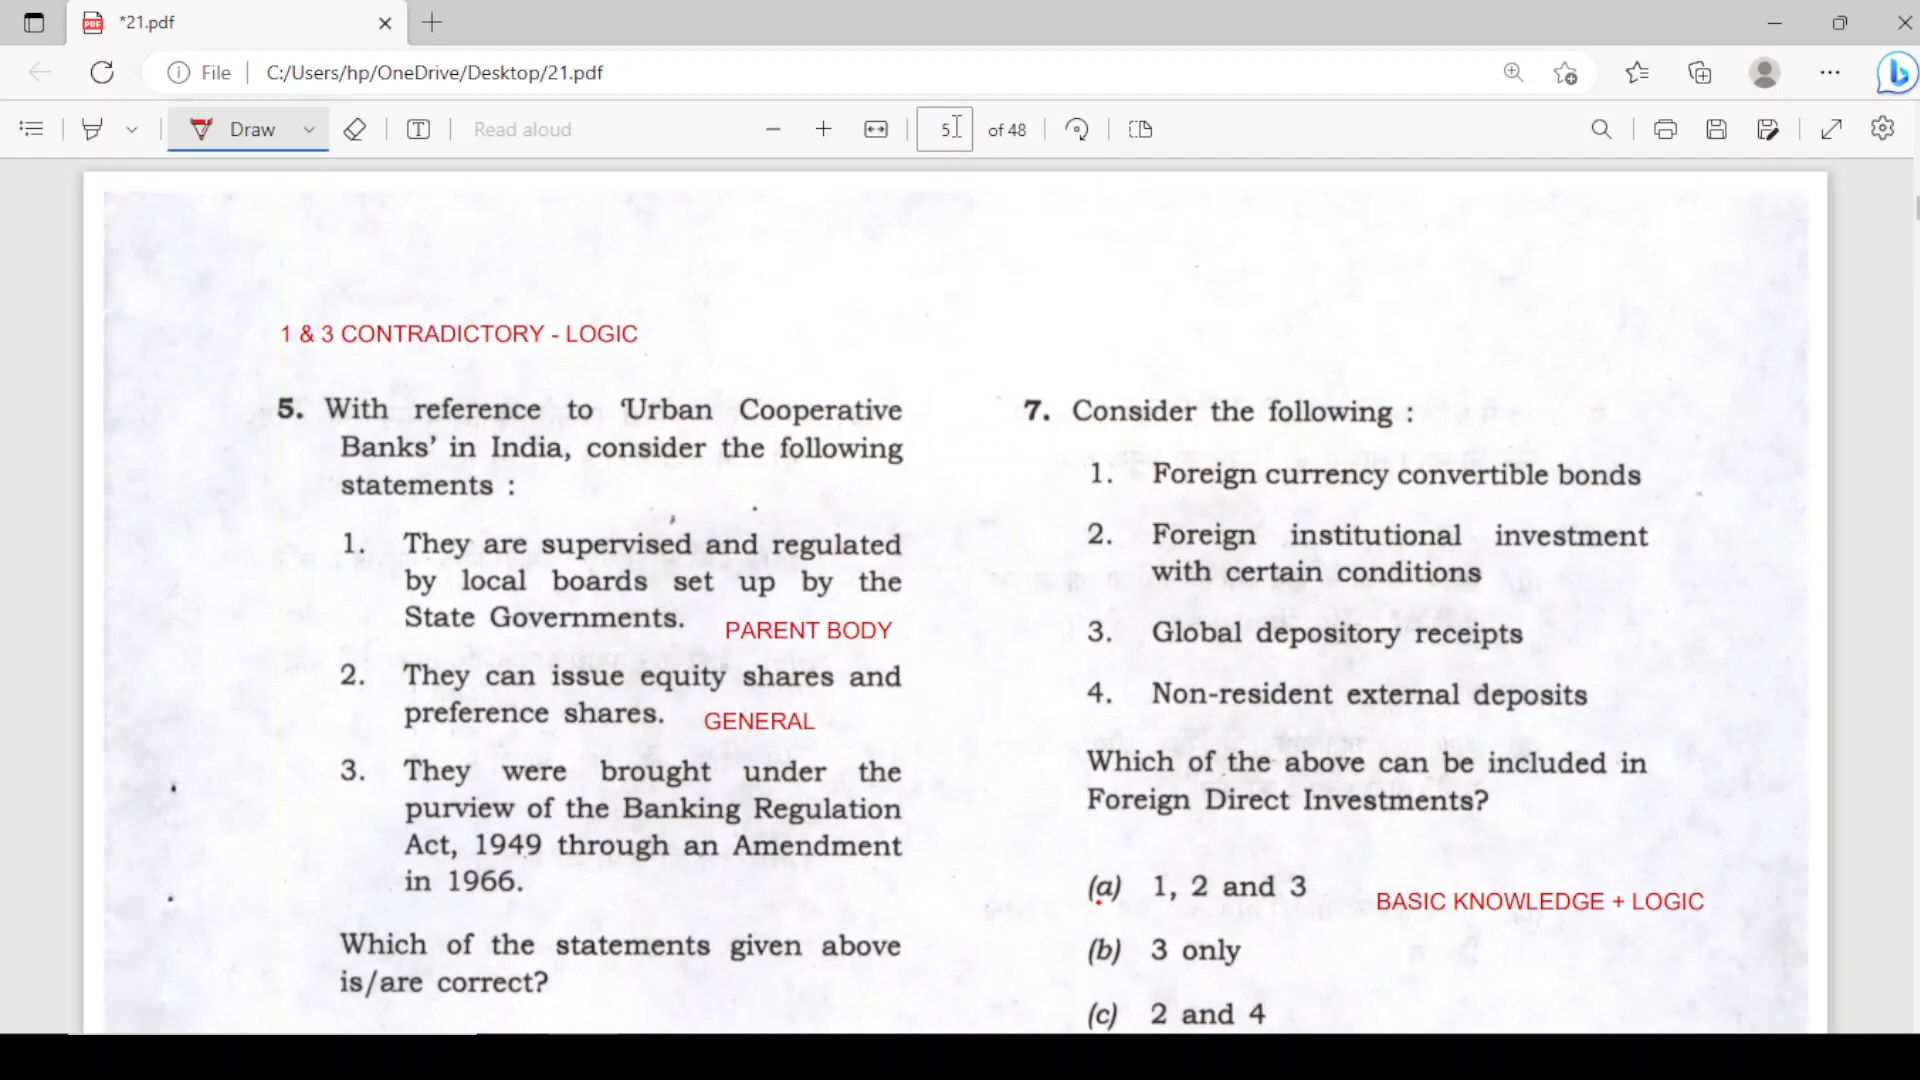 *21.pdf
File
C:/Users/hp/OneDrive/Desktop/21.pdf
Draw
Read aloud
5
of 48
1 & 3 CONTRADICTORY - LOGIC
5. With reference to 'Urban Cooperative
Banks' in India, consider the following
statements :
1. They are supervised and regulated
by local boards set up by the
State Governments.
PARENT BODY
2. They can issue equity shares and
preference shares.
GENERAL
3. They were brought under the
purview of the Banking Regulation
Act, 1949 through an Amendment
in 1966.
Which of the statements given above
is/are correct?
7. Consider the following :
1. Foreign currency convertible bonds
2. Foreign institutional investment
with certain conditions
3. Global depository receipts
4. Non-resident external deposits
Which of the above can be included in
Foreign Direct Investments?
(a) 1, 2 and 3
BASIC KNOWLEDGE + LOGIC
(b) 3 only
(c) 2 and 4